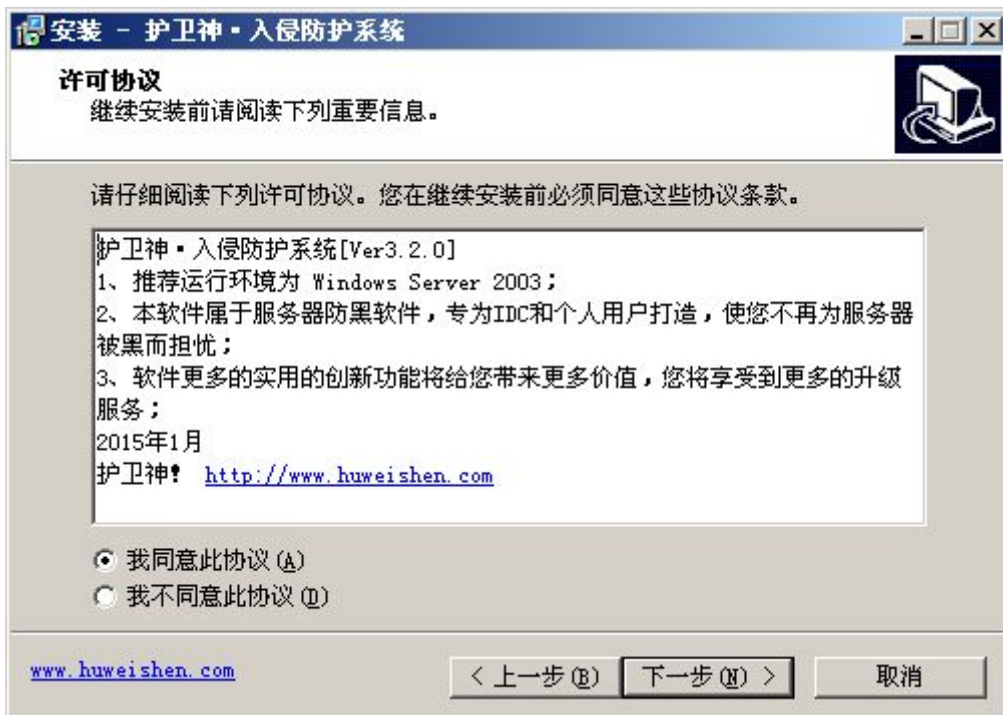 安装 - 护卫神·入侵防护系统
许可协议
继续安装前请阅读下列重要信息。
请仔细阅读下列许可协议。您在继续安装前必须同意这些协议条款。
护卫神·入侵防护系统[Ver3.2.0]
1、推荐运行环境为 Windows Server 2003；
2、本软件属于服务器防黑软件，专为IDC和个人用户打造，使您不再为服务器
被黑而担忧；
3、软件更多的实用的创新功能将给您带来更多价值，您将享受到更多的升级
服务；
2015年1月
护卫神！ http://www.huweishen.com
我同意此协议(A)
我不同意此协议(D)
www.huweishen.com
< 上一步(B) 下一步(N) > 取消